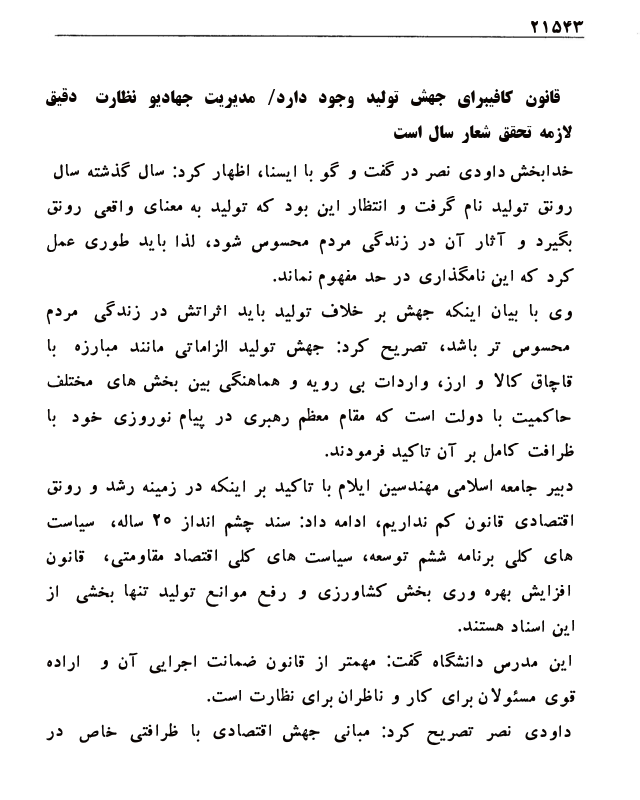 ۲۱۵۴۳
قانون کافیبرای جهش تولید وجود دارد/ مدیریت جهادیو نظارت دقیق
لازمه تحقق شعار سال است
خدابخش داودی نصر در گفت و گو با ایسنا، اظهار کرد: سال گذشته سال
رونق تولید نام گرفت و انتظار این بود که تولید به معنای واقعی رونق
بگیرد و آثار آن در زندگی مردم محسوس شود، لذا باید طوری عمل
کرد که این نامگذاری در حد مفهوم نماند.
وی با بیان اینکه جهش بر خلاف تولید باید اثراتش در زندگی مردم
محسوس تر باشد، تصریح کرد: جهش تولید الزاماتی مانند مبارزه با
قاچاق کالا و ارز، واردات بی رویه و هماهنگی بین بخش های مختلف
حاکمیت با دولت است که مقام معظم رهبری در پیام نوروزی خود با
ظرافت کامل بر آن تاکید فرمودند.
دبیر جامعه اسلامی مهندسین ایلام با تاکید بر اینکه در زمینه رشد و رونق
اقتصادی قانون کم نداریم، ادامه داد: سند چشم انداز ۲۰ ساله، سیاست
های کلی برنامه ششم توسعه، سیاست های کلی اقتصاد مقاومتی، قانون
افزایش بهره وری بخش کشاورزی و رفع موانع تولید تنها بخشی از
این اسناد هستند.
این مدرس دانشگاه گفت: مهمتر از قانون ضمانت اجرایی آن و اراده
قوی مسئولان برای کار و ناظران برای نظارت است.
داودی نصر تصریح کرد: مبانی جهش اقتصادی با ظرافتی خاص در